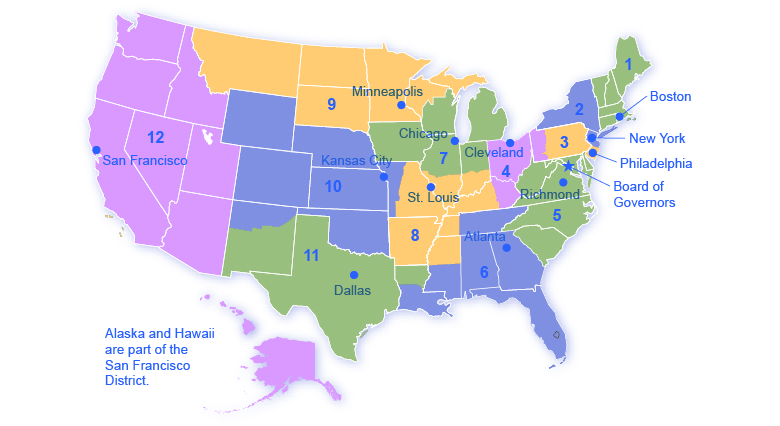 1
Boston
2
New York
3
Philadelphia
Board of
Governors
Minneapolis
9
Chicago
7
Cleveland
4
12
San Francisco
Kansas City
10
St. Louis
Richmond
5
8
Atlanta
6
11
Dallas
Alaska and Hawaii
are part of the
San Francisco
District.